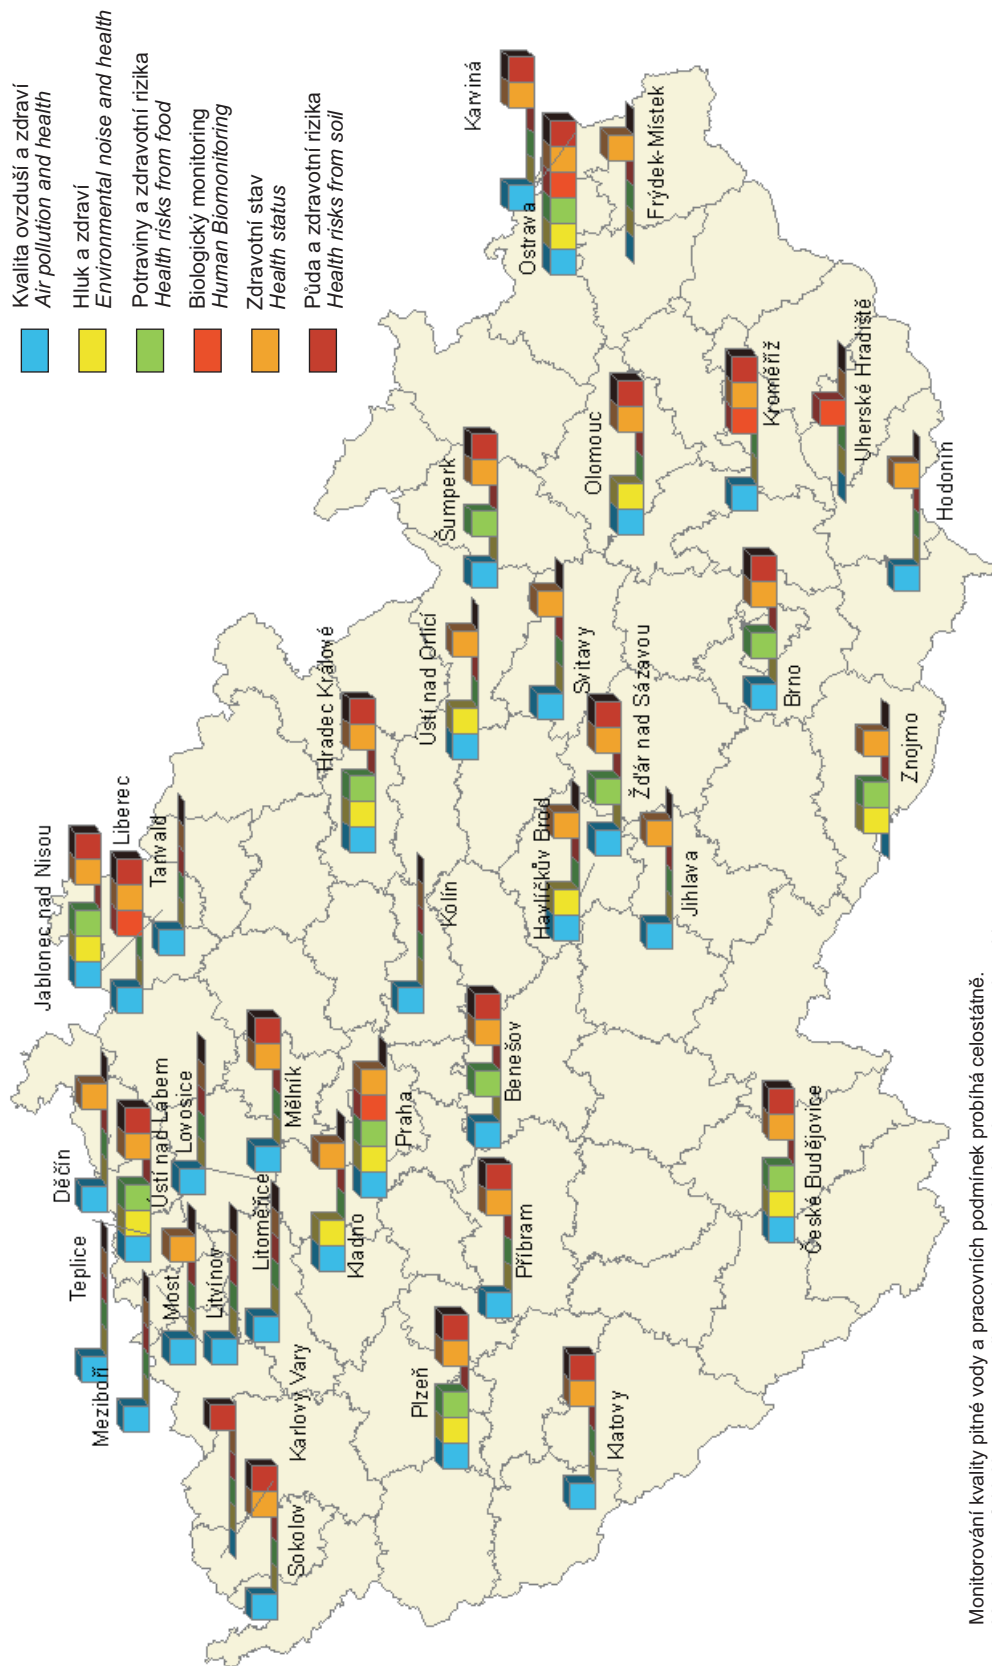 Kvalita ovzduší a zdraví
Air pollution and health
Hluk a zdraví
Environmental noise and health
Potraviny a zdravotní rizika
Health risks from food
Biologický monitoring
Human Biomonitoring
Zdravotní stav
Health status
Půda a zdravotní rizika
Health risks from soil
Jablonec nad Nisou
Liberec
Tanvald
Děčín
Ústí nad Labem
Lovosice
Teplice
Meziboří
Most
Litvínov
Litoměřice
Mělník
Kladno
Praha
Karlovy Vary
Sokolov
Hradec Králové
Kolín
Benešov
Příbram
Plzeň
Klatovy
České Budějovice
Ústí nad Orlicí
Šumperk
Svitavy
Havlíčkův Brod
Žďár nad Sázavou
Jihlava
Olomouc
Karviná
Ostrava
Frýdek-Místek
Kroměříž
Uherské Hradiště
Hodonín
Brno
Znojmo
Monitorování kvality pitné vody a pracovních podmínek probíhá celostátně.